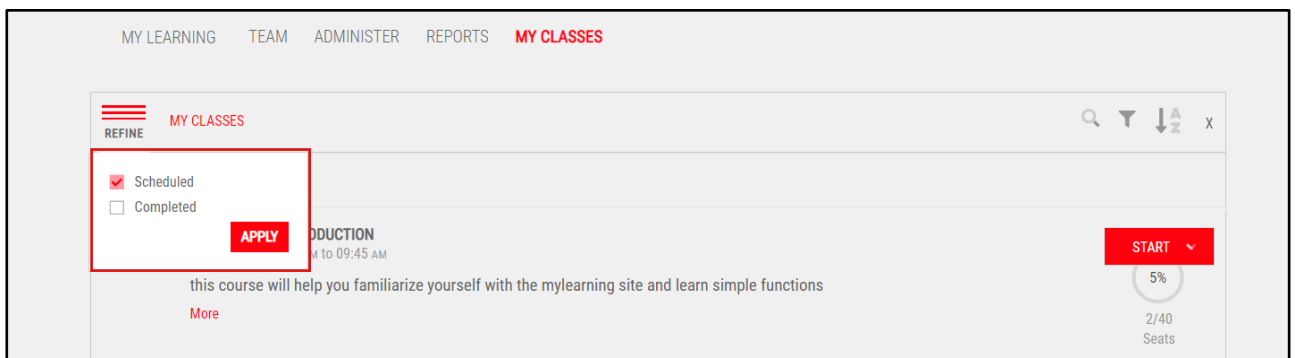 MY LEARNING TEAM ADMINISTER REPORTS MY CLASSES
REFINE MY CLASSES
A
Z
X
Scheduled
Completed
APPLY
START
to 09:45 AM
this course will help you familiarize yourself with the mylearning site and learn simple functions
More
5%
2/40
Seats